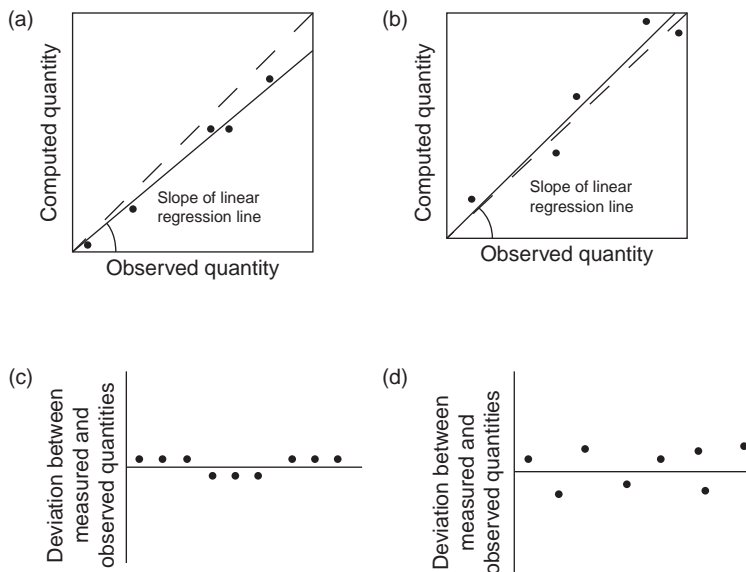 (a)
Computed quantity
Slope of linear
regression line
Observed quantity
(b)
Computed quantity
Slope of linear
regression line
Observed quantity
(c)
Deviation between
measured and
observed quantities
(d)
Deviation between
measured and
observed quantities